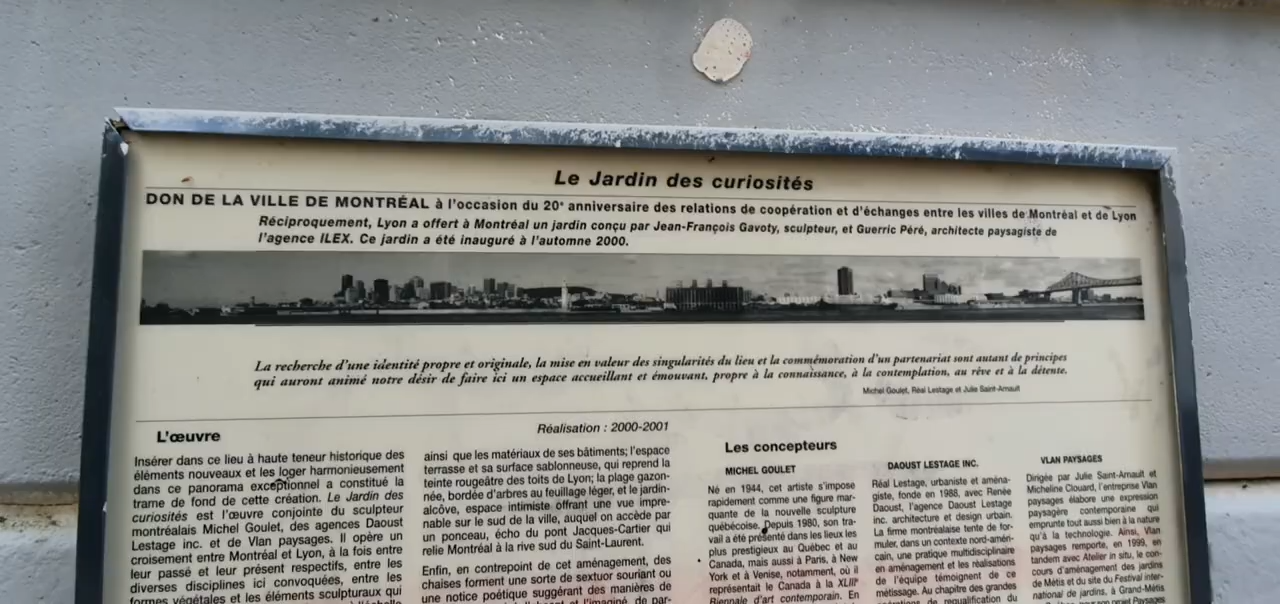 Le Jardin des curiosités
DON DE LA VILLE DE MONTRÉAL à l'occasion du 20e anniversaire des relations de coopération et d'échanges entre les villes de Montréal et de Lyon
Réciproquement, Lyon a offert à Montréal un jardin conçu par Jean-François Gavoty, sculpteur, et Guerric Péré, architecte paysagiste de
l'agence ILEX. Ce jardin a été inauguré à l'automne 2000.
La recherche d'une identité propre et originale, la mise en valeur des singularités du lieu et la commémoration d'un partenariat sont autant de principes
qui auront animé notre désir de faire ici un espace accueillant et émouvant, propre à la connaissance, à la contemplation, au rêve et à la détente.
Michel Goulet, Réal Lestage et Julie Saint-Arnault
Réalisation : 2000-2001
L'œuvre
Insérer dans ce lieu à haute teneur historique des
éléments nouveaux et les loger harmonieusement
dans ce panorama exceptionnel a constitué la
trame de fond de cette création. Le Jardin des
curiosités est l'œuvre conjointe du sculpteur
montréalais Michel Goulet, des agences Daoust
Lestage inc. et de Vlan paysages. Il opère un
croisement entre Montréal et Lyon, à la fois entre
leur passé et leur présent respectifs, entre les
diverses disciplines ici convoquées, entre les
formes végétales et les éléments sculpturaux qui
ainsi que les matériaux de ses bâtiments; l'espace
terrasse et sa surface sablonneuse, qui reprend la
teinte rougeâtre des toits de Lyon; la plage gazon-
née, bordée d'arbres au feuillage léger, et le jardin-
alcôve, espace intimiste offrant une vue impre-
nable sur le sud de la ville, auquel on accède par
un ponceau, écho du pont Jacques-Cartier qui
relie Montréal à la rive sud du Saint-Laurent.
Enfin, en contrepoint de cet aménagement, des
chaises forment une sorte de sextuor souriant ou
une notice poétique suggérant des manières de
Les concepteurs
MICHEL GOULET
Né en 1944, cet artiste s'impose
rapidement comme une figure mar-
quante de la nouvelle sculpture
québécoise. Depuis 1980, son tra-
vail a été présenté dans les lieux les
plus prestigieux au Québec et au
Canada, mais aussi à Paris, à New
York et à Venise, notamment, où il
représentait le Canada à la XLIIIe
Biennale d'art contemporain. En
DAOUST LESTAGE INC.
Réal Lestage, urbaniste et aména-
giste, fonde en 1988, avec Renée
Daoust, l'agence Daoust Lestage
inc. architecture et design urbain.
La firme montréalaise tente de for-
muler, dans un contexte nord-améri-
cain, une pratique multidisciplinaire
en aménagement et les réalisations
de l'équipe témoignent de ce
métissage. Au chapitre des grandes
opérations de requalification du
VLAN PAYSAGES
Dirigée par Julie Saint-Arnault et
Micheline Clouard, l'entreprise Vlan
paysages élabore une expression
paysagère contemporaine qui
emprunte tout aussi bien à la nature
qu'à la technologie. Ainsi, Vlan
paysages remporte, en 1999, en
tandem avec Atelier in situ, le con-
cours d'aménagement des jardins
de Métis et du site du Festival inter-
national de jardins, à Grand-Métis